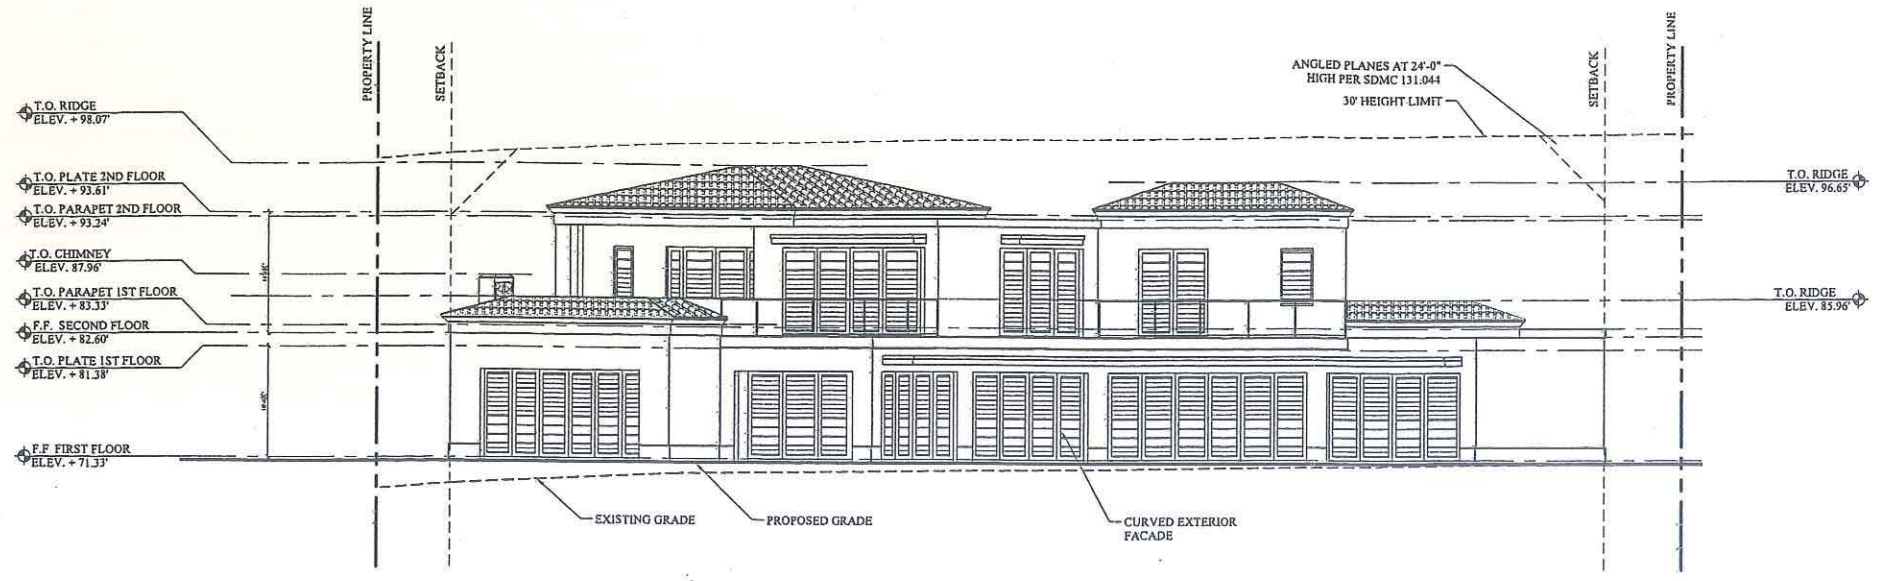 PROPERTY LINE
SETBACK
ANGLED PLANES AT 24'-0"
HIGH PER SDMC 131.044
30' HEIGHT LIMIT
SETBACK
PROPERTY LINE
T.O. RIDGE
ELEV. + 98.07'
T.O. PLATE 2ND FLOOR
ELEV. + 93.61'
T.O. PARAPET 2ND FLOOR
ELEV. + 93.24'
T.O. CHIMNEY
ELEV. 87.96'
T.O. PARAPET 1ST FLOOR
ELEV. + 83.33'
F.F. SECOND FLOOR
ELEV. + 82.60'
T.O. PLATE 1ST FLOOR
ELEV. + 81.38'
F.F FIRST FLOOR
ELEV. + 71.33'
T.O. RIDGE
ELEV. 96.65'
T.O. RIDGE
ELEV. 85.96'
EXISTING GRADE
PROPOSED GRADE
CURVED EXTERIOR
FACADE